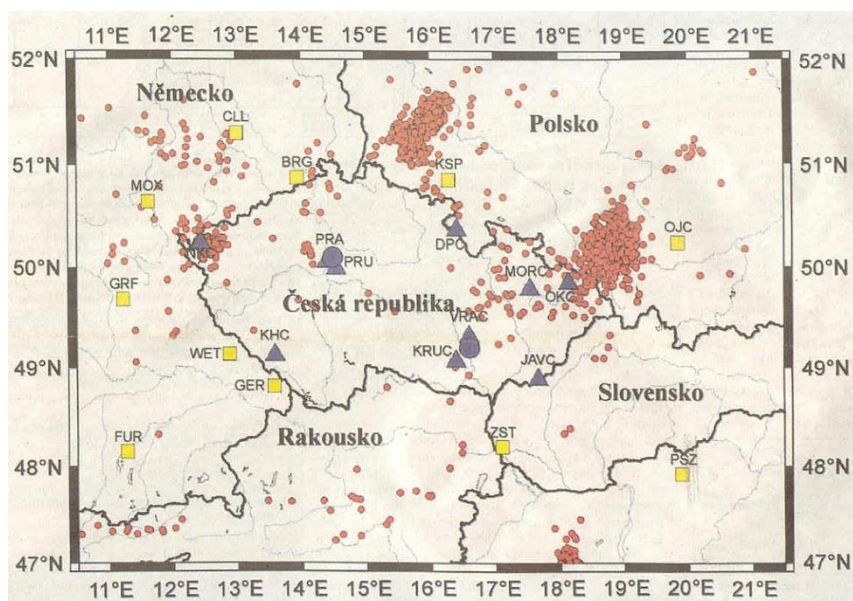 11°E 12°E 13°E 14°E 15°E 16°E 17°E 18°E 19°E 20°E 21°E
52°N 52°N
Německo
CLL
Polsko
51°N 51°N
BRG
KSP
MOX
PRA
DPC
OJC
NKC
PRU
50°N 50°N
MORC
OKC
GRF
Česká republika
VRAC
KHC
49°N WET KRUC JAVC 49°N
GER
Slovensko
Rakousko
FUR
ZST
48°N 48°N
PSZ
47°N 47°N
11°E 12°E 13°E 14°E 15°E 16°E 17°E 18°E 19°E 20°E 21°E